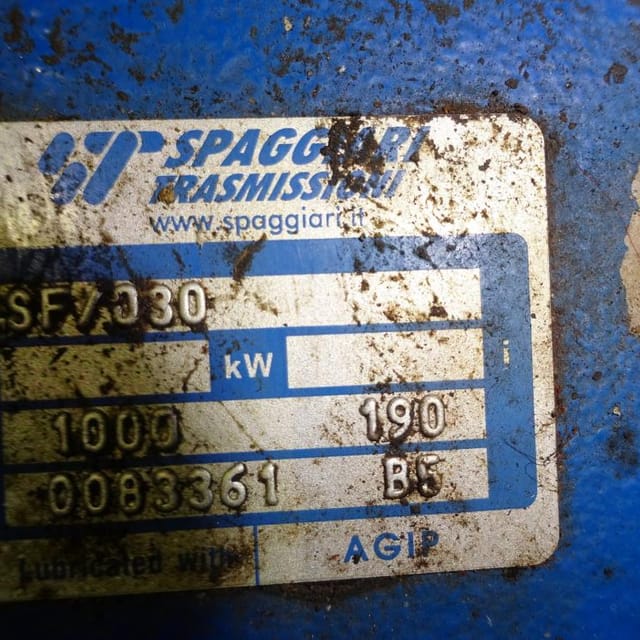 SPAGGIARI
TRASMISSIONI
www.spaggiari.it
SF/030
kW i
1000 190
0083361 B5
Lubricated with AGIP